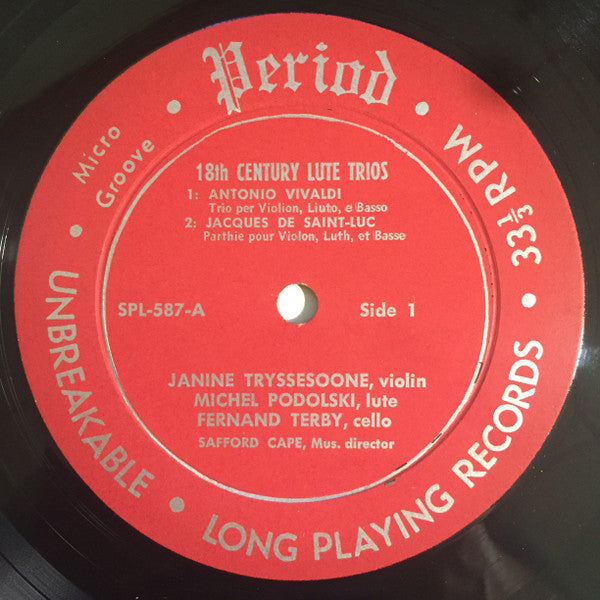 Period
Micro
Groove
33⅓ RPM
UNBREAKABLE • LONG PLAYING RECORDS
18th CENTURY LUTE TRIOS
1: ANTONIO VIVALDI
Trio per Violion, Liuto, e Basso
2: JACQUES DE SAINT-LUC
Parthie pour Violon, Luth, et Basse
SPL-587-A
Side 1
JANINE TRYSSESOONE, violin
MICHEL PODOLSKI, lute
FERNAND TERBY, cello
SAFFORD CAPE, Mus. director